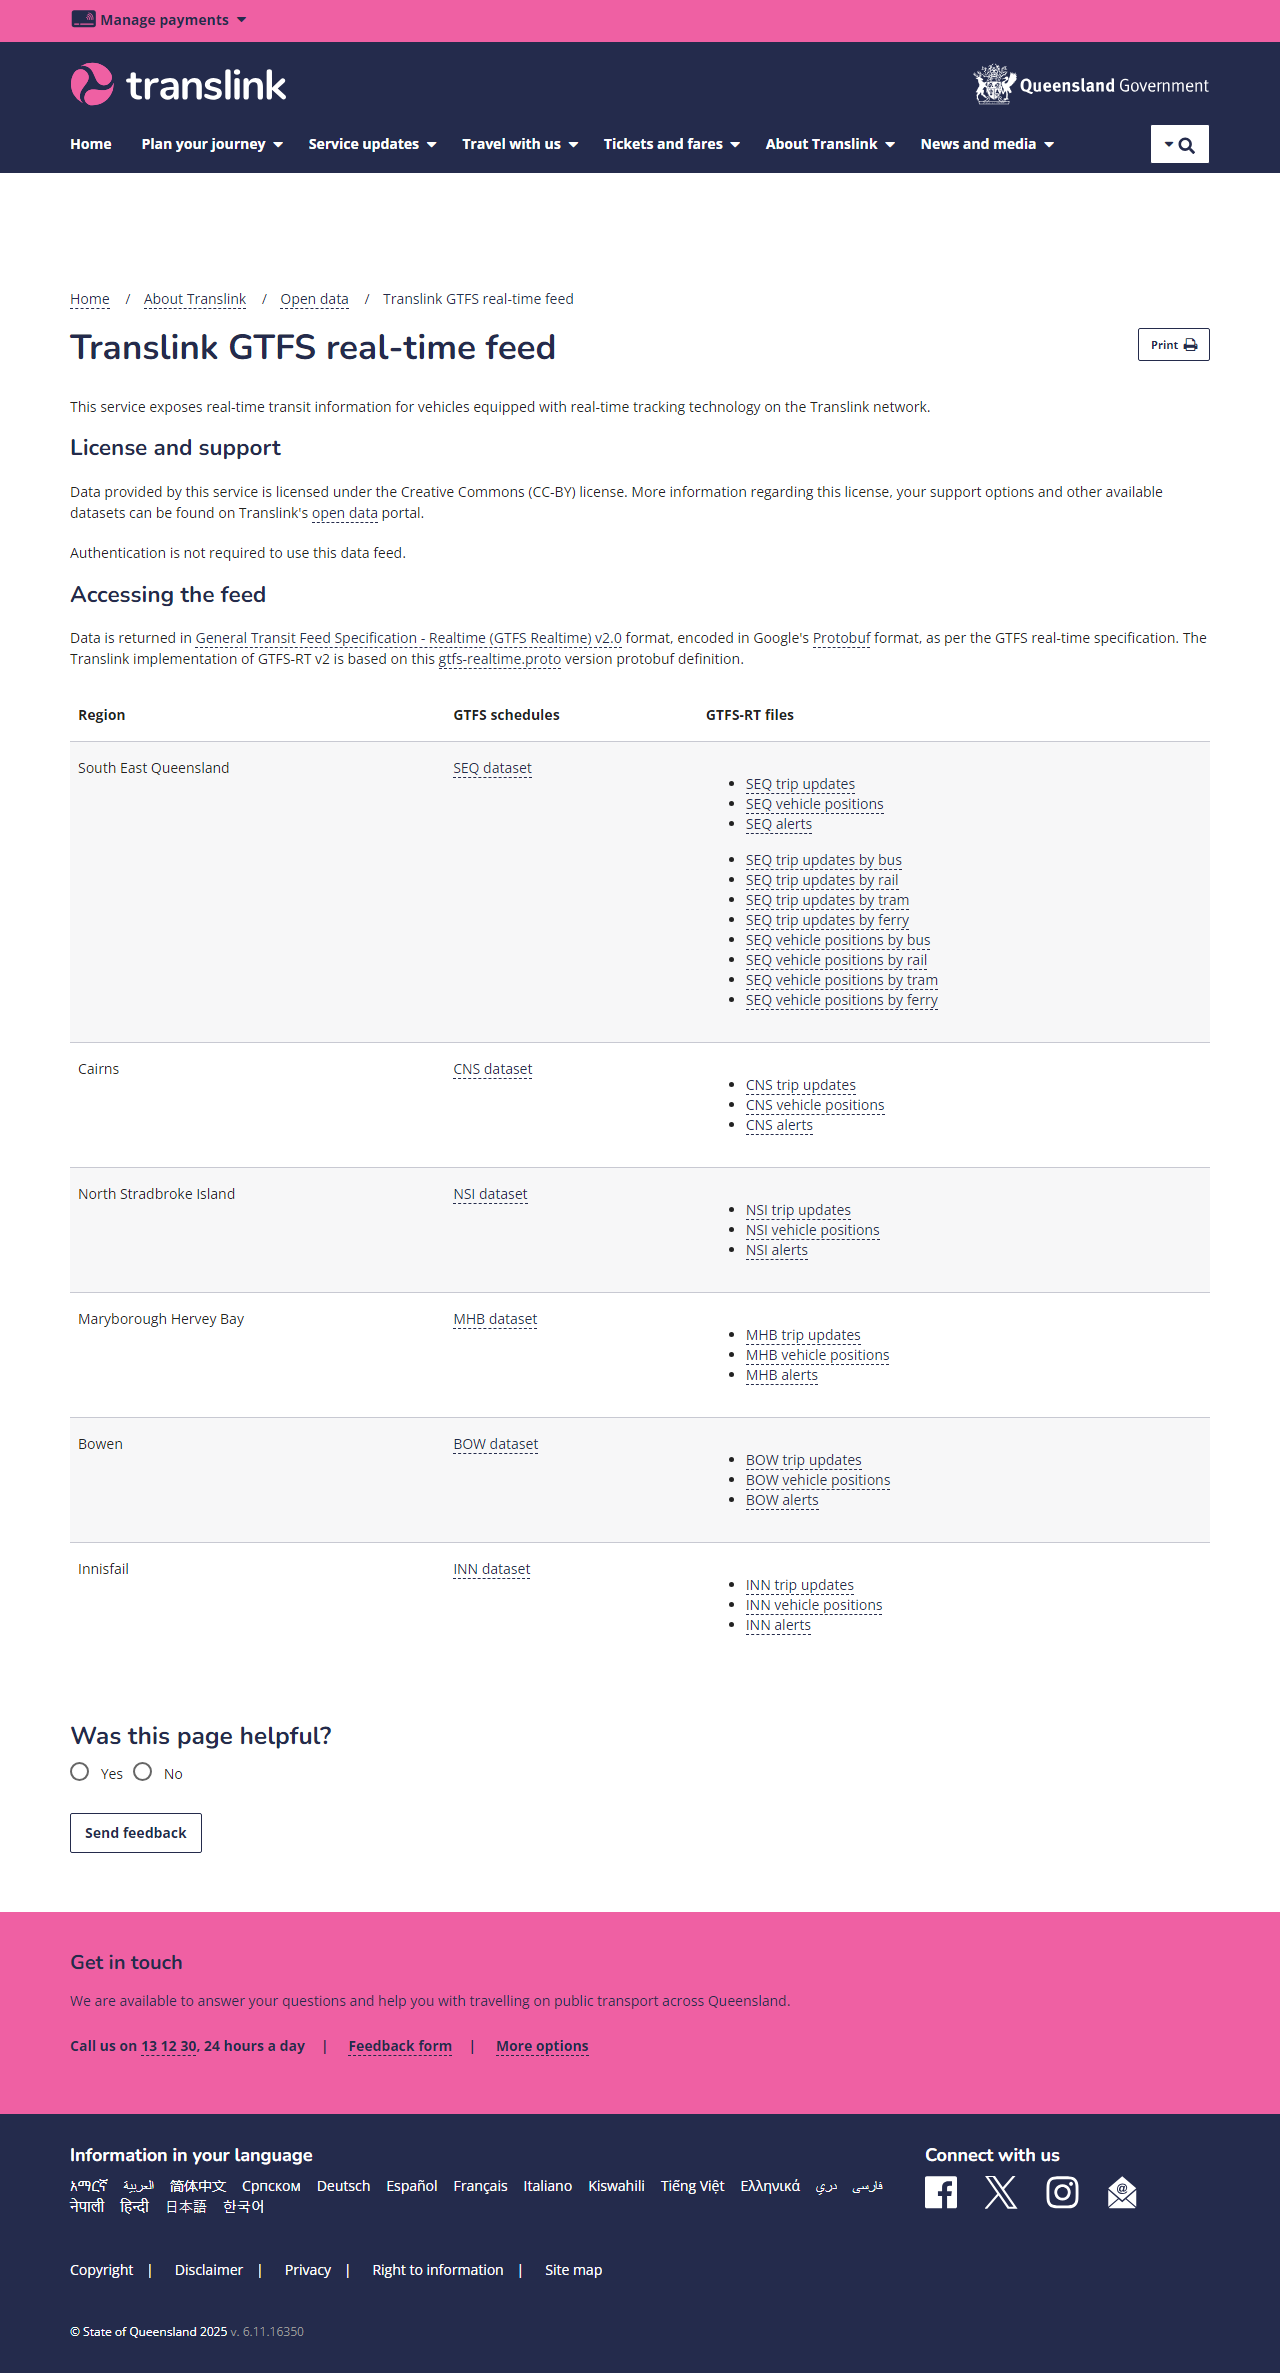 Manage payments
translink
Queensland Government
Home Plan your journey Service updates Travel with us Tickets and fares About Translink News and media
Home / About Translink / Open data / Translink GTFS real-time feed
Translink GTFS real-time feed
Print
This service exposes real-time transit information for vehicles equipped with real-time tracking technology on the Translink network.
License and support
Data provided by this service is licensed under the Creative Commons (CC-BY) license. More information regarding this license, your support options and other available
datasets can be found on Translink's open data portal.
Authentication is not required to use this data feed.
Accessing the feed
Data is returned in General Transit Feed Specification - Realtime (GTFS Realtime) v2.0 format, encoded in Google's Protobuf format, as per the GTFS real-time specification. The
Translink implementation of GTFS-RT v2 is based on this gtfs-realtime.proto version protobuf definition.
Region GTFS schedules GTFS-RT files
South East Queensland SEQ dataset
SEQ trip updates
SEQ vehicle positions
SEQ alerts
SEQ trip updates by bus
SEQ trip updates by rail
SEQ trip updates by tram
SEQ trip updates by ferry
SEQ vehicle positions by bus
SEQ vehicle positions by rail
SEQ vehicle positions by tram
SEQ vehicle positions by ferry
Cairns CNS dataset
CNS trip updates
CNS vehicle positions
CNS alerts
North Stradbroke Island NSI dataset
NSI trip updates
NSI vehicle positions
NSI alerts
Maryborough Hervey Bay MHB dataset
MHB trip updates
MHB vehicle positions
MHB alerts
Bowen BOW dataset
BOW trip updates
BOW vehicle positions
BOW alerts
Innisfail INN dataset
INN trip updates
INN vehicle positions
INN alerts
Was this page helpful?
Yes No
Send feedback
Get in touch
We are available to answer your questions and help you with travelling on public transport across Queensland.
Call us on 13 12 30, 24 hours a day | Feedback form | More options
Information in your language
Connect with us
አማርኛ العربية 简体中文 Српском Deutsch Español Français Italiano Kiswahili Tiếng Việt Ελληνικά دري فارسی
नेपाली हिन्दी 日本語 한국어
Copyright | Disclaimer | Privacy | Right to information | Site map
© State of Queensland 2025 v. 6.11.16350